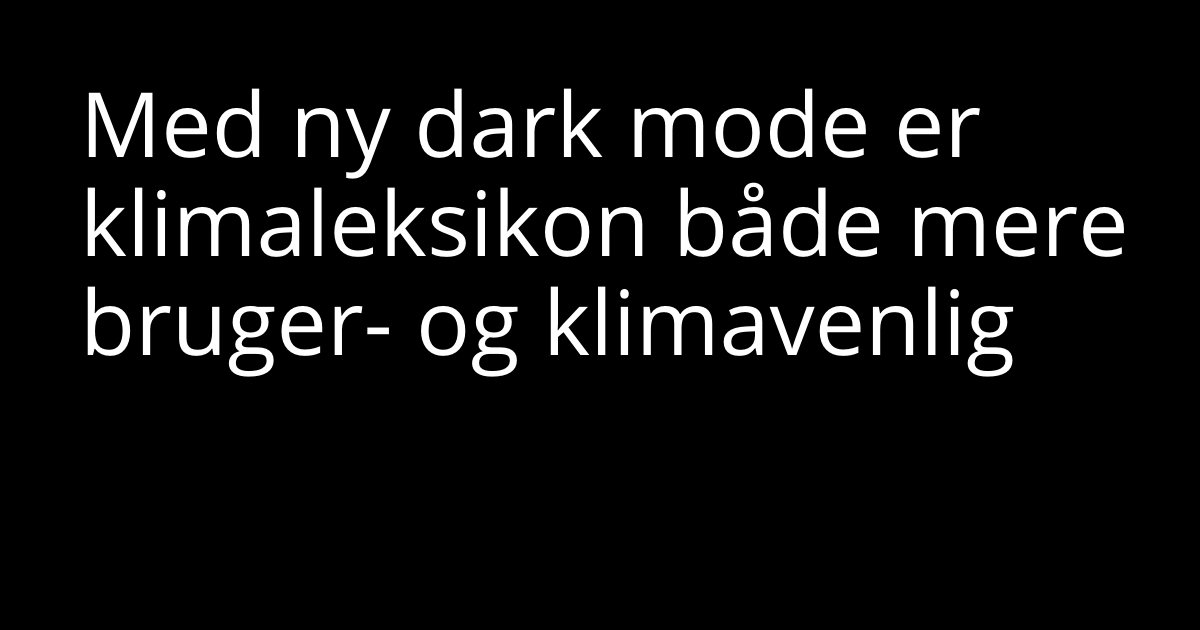 Med ny dark mode er
klimaleksikon både mere
bruger- og klimavenlig